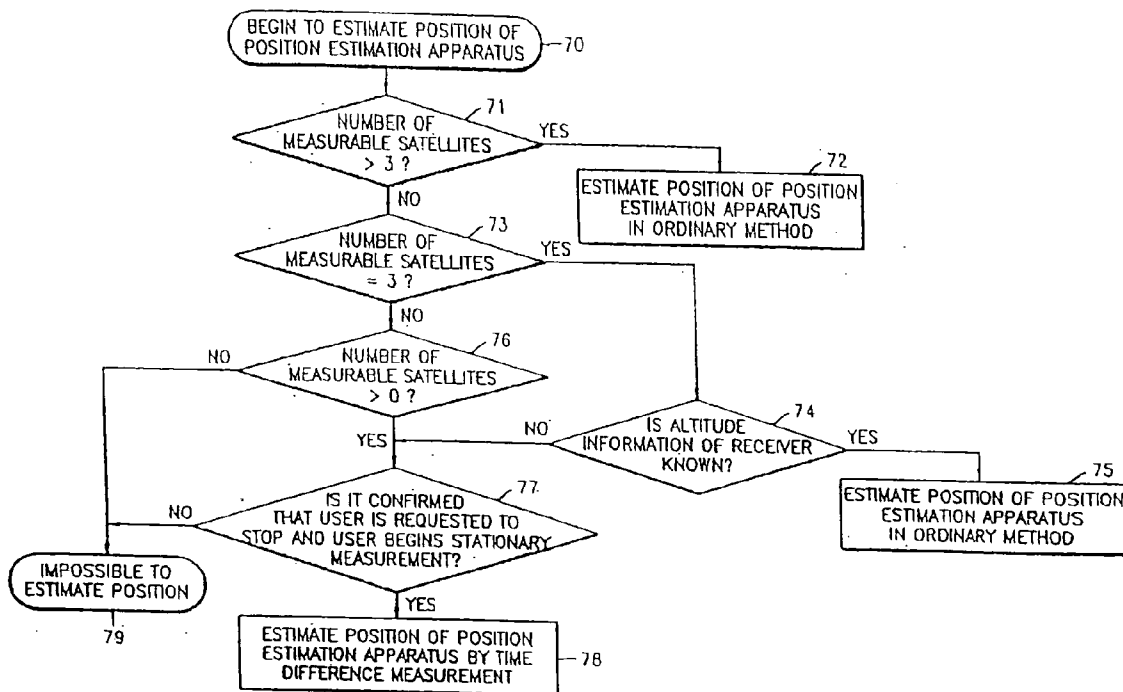 BEGIN TO ESTIMATE POSITION OF
POSITION ESTIMATION APPARATUS
70
71
NUMBER OF
MEASURABLE SATELLITES
> 3 ?
YES
72
ESTIMATE POSITION OF POSITION
ESTIMATION APPARATUS
IN ORDINARY METHOD
NO
73
NUMBER OF
MEASURABLE SATELLITES
= 3 ?
YES
NO
76
NO
NUMBER OF
MEASURABLE SATELLITES
> 0 ?
YES
74
NO
IS ALTITUDE
INFORMATION OF RECEIVER
KNOWN?
YES
75
ESTIMATE POSITION OF POSITION
ESTIMATION APPARATUS
IN ORDINARY METHOD
77
NO
IS IT CONFIRMED
THAT USER IS REQUESTED TO
STOP AND USER BEGINS STATIONARY
MEASUREMENT?
IMPOSSIBLE TO
ESTIMATE POSITION
79
YES
ESTIMATE POSITION OF POSITION
ESTIMATION APPARATUS BY TIME
DIFFERENCE MEASUREMENT
78